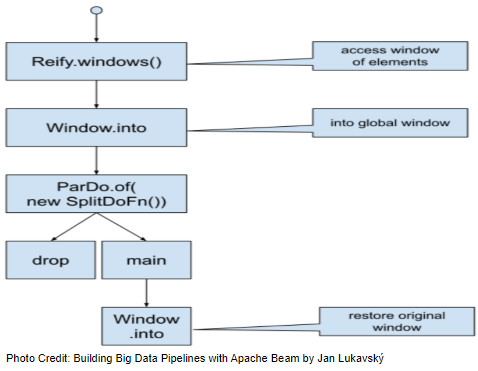 Reify.windows()
access window
of elements
Window.into
into global window
ParDo.of(
new SplitDoFn())
drop
main
Window
.into
restore original
window
Photo Credit: Building Big Data Pipelines with Apache Beam by Jan Lukavský